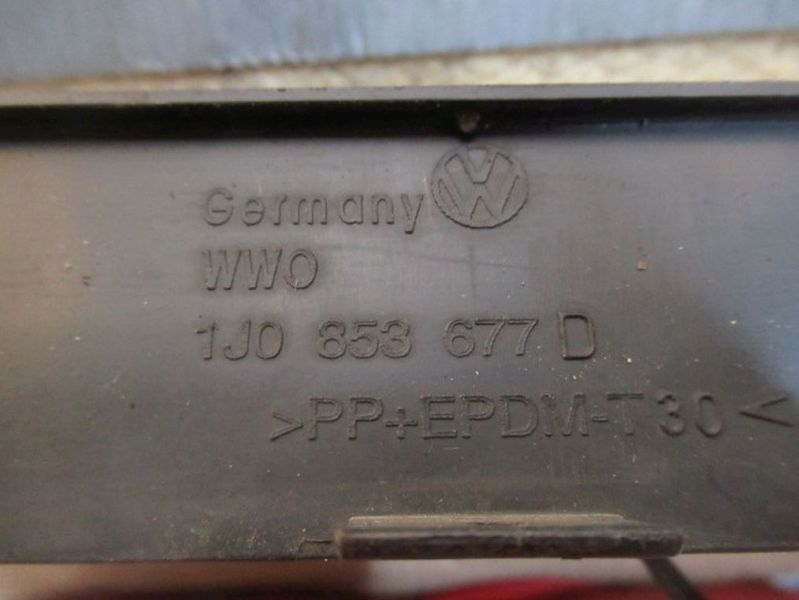 Germany
WWO
1J0 853 677 D
>PP+EPDM-T30<